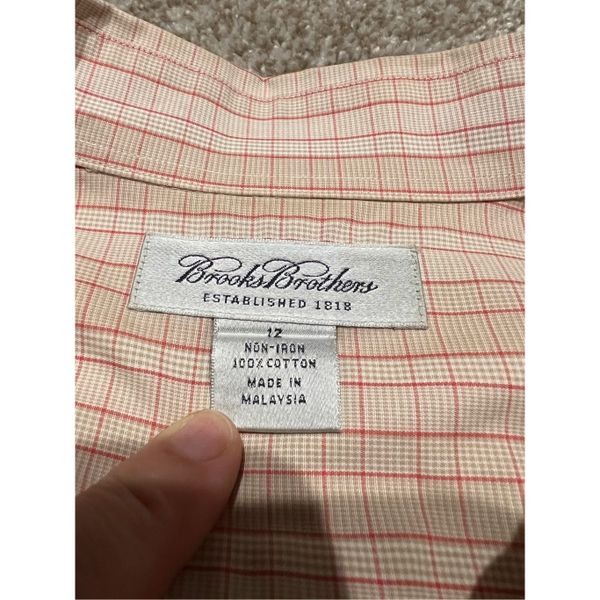 Brooks Brothers
ESTABLISHED 1818
12
NON-IRON
100% COTTON
MADE IN
MALAYSIA